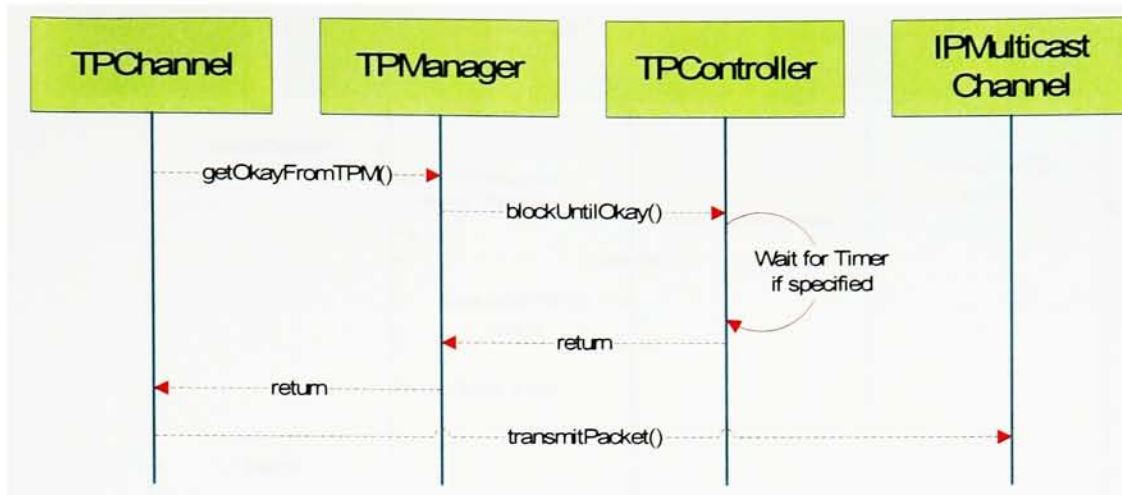 TPChannel
TPManager
TPController
IPMulticast
Channel
getOkayFromTPM()
blockUntilOkay()
Wait for Timer
if specified
return
return
transmitPacket()